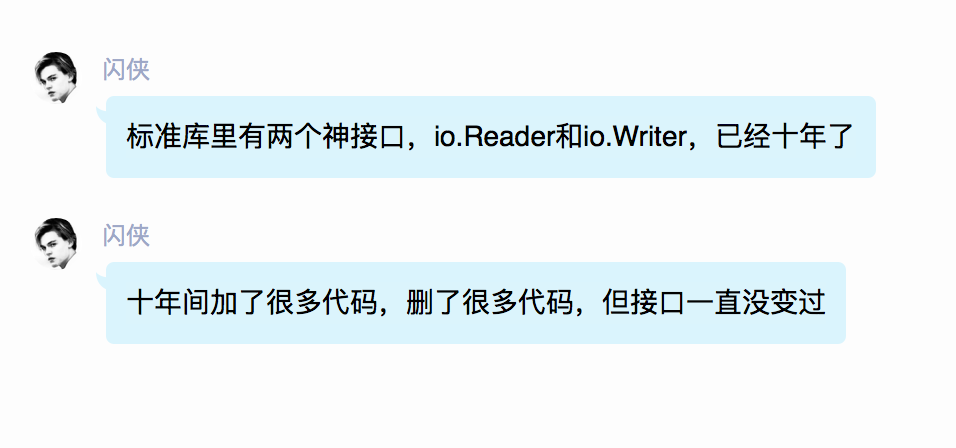 闪侠
标准库里有两个神接口，io.Reader和io.Writer，已经十年了
闪侠
十年间加了很多代码，删了很多代码，但接口一直没变过